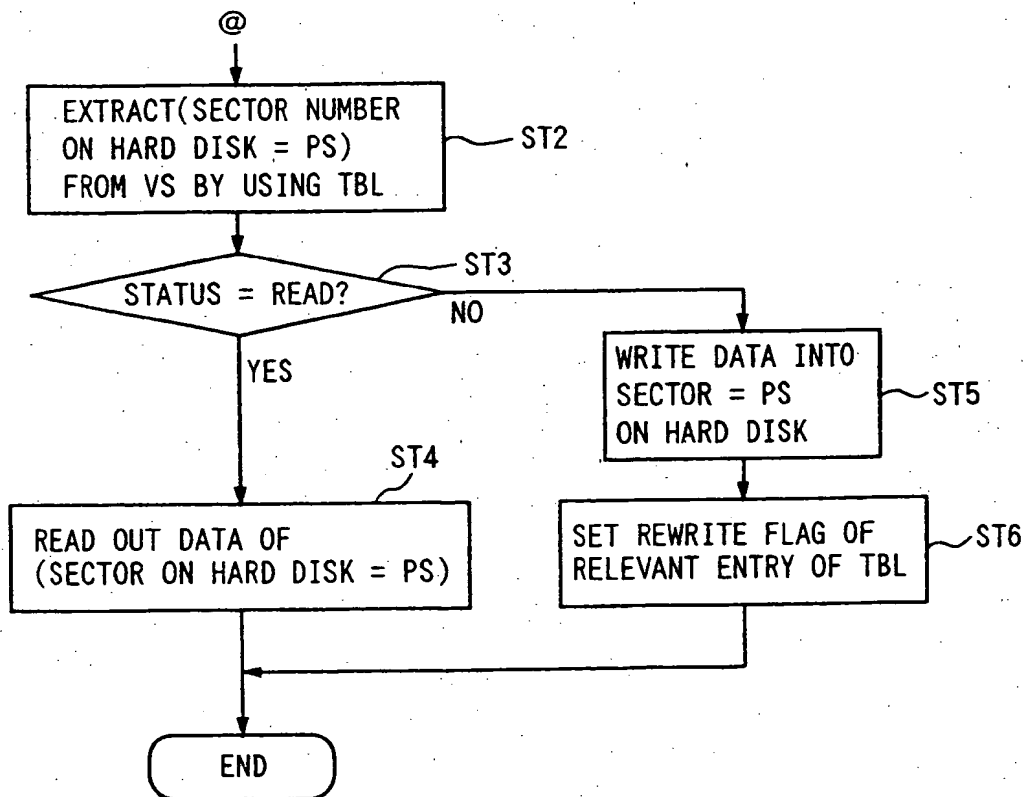 @
EXTRACT(SECTOR NUMBER
ON HARD DISK = PS)
FROM VS BY USING TBL
ST2
STATUS = READ?
ST3
NO
YES
WRITE DATA INTO
SECTOR = PS
ON HARD DISK
ST5
ST4
READ OUT DATA OF
(SECTOR ON HARD DISK = PS)
SET REWRITE FLAG OF
RELEVANT ENTRY OF TBL
ST6
END